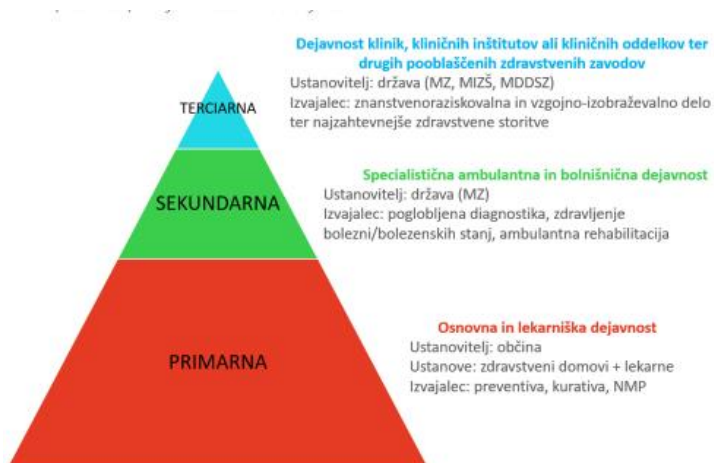 Dejavnost klinik, kliničnih inštitutov ali kliničnih oddelkov ter
drugih pooblaščenih zdravstvenih zavodov
Ustanovitelj: država (MZ, MIZŠ, MDDSZ)
Izvajalec: znanstvenoraziskovalna in vzgojno-izobraževalno delo
ter najzahtevnejše zdravstvene storitve
TERCIARNA
Specialistična ambulantna in bolnišnična dejavnost
Ustanovitelj: država (MZ)
Izvajalec: poglobljena diagnostika, zdravljenje
bolezni/bolezenskih stanj, ambulantna rehabilitacija
SEKUNDARNA
Osnovna in lekarniška dejavnost
Ustanovitelj: občina
Ustanove: zdravstveni domovi + lekarne
Izvajalec: preventiva, kurativa, NMP
PRIMARNA